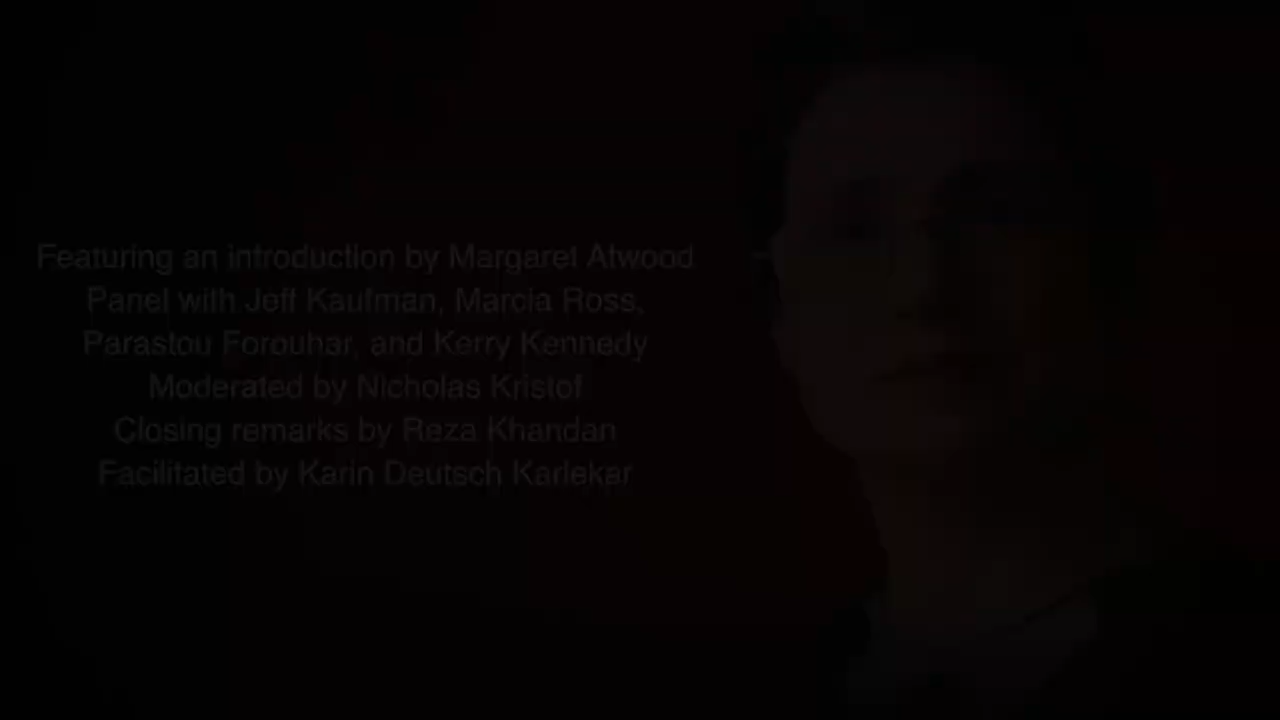 Featuring an introduction by Margaret Atwood
Panel with Jeff Kaufman, Marcia Ross,
Parastou Forouhar, and Kerry Kennedy
Moderated by Nicholas Kristof
Closing remarks by Reza Khandan
Facilitated by Karin Deutsch Karlekar